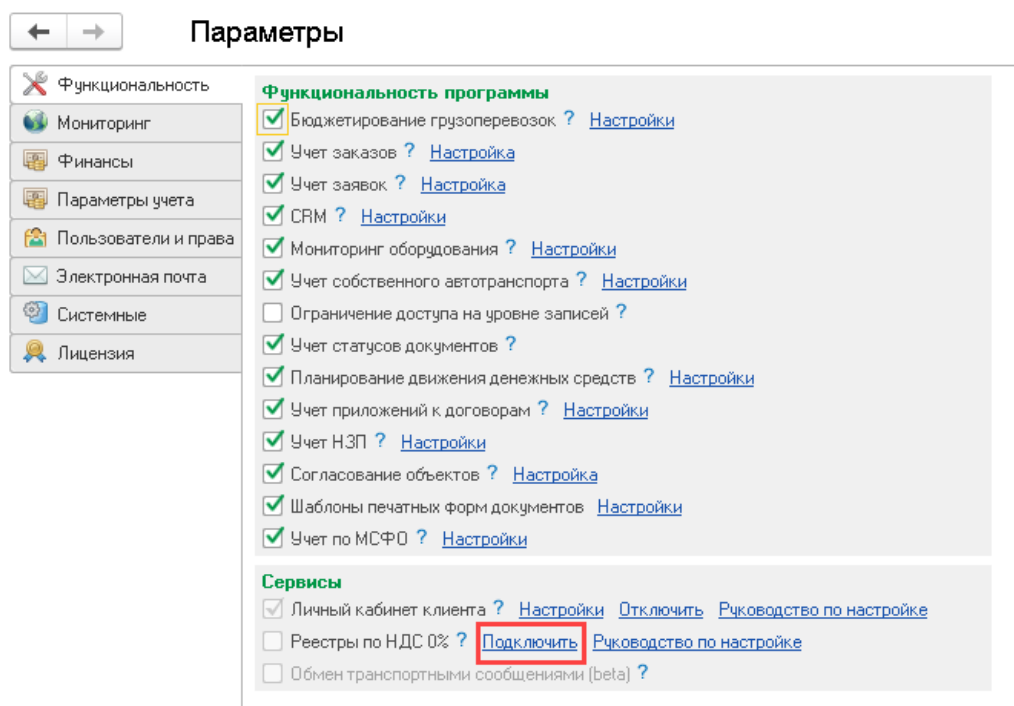 Параметры
Функциональность
Мониторинг
Финансы
Параметры учета
Пользователи и права
Электронная почта
Системные
Лицензия
Функциональность программы
Бюджетирование грузоперевозок ? Настройки
Учет заказов ? Настройка
Учет заявок ? Настройка
CRM ? Настройки
Мониторинг оборудования ? Настройки
Учет собственного автотранспорта ? Настройки
Ограничение доступа на уровне записей ?
Учет статусов документов ?
Планирование движения денежных средств ? Настройки
Учет приложений к договорам ? Настройки
Учет НЗП ? Настройки
Согласование объектов ? Настройка
Шаблоны печатных форм документов Настройки
Учет по МСФО ? Настройки
Сервисы
Личный кабинет клиента ? Настройки Отключить Руководство по настройке
Реестры по НДС 0% ? Подключить Руководство по настройке
Обмен транспортными сообщениями (beta) ?